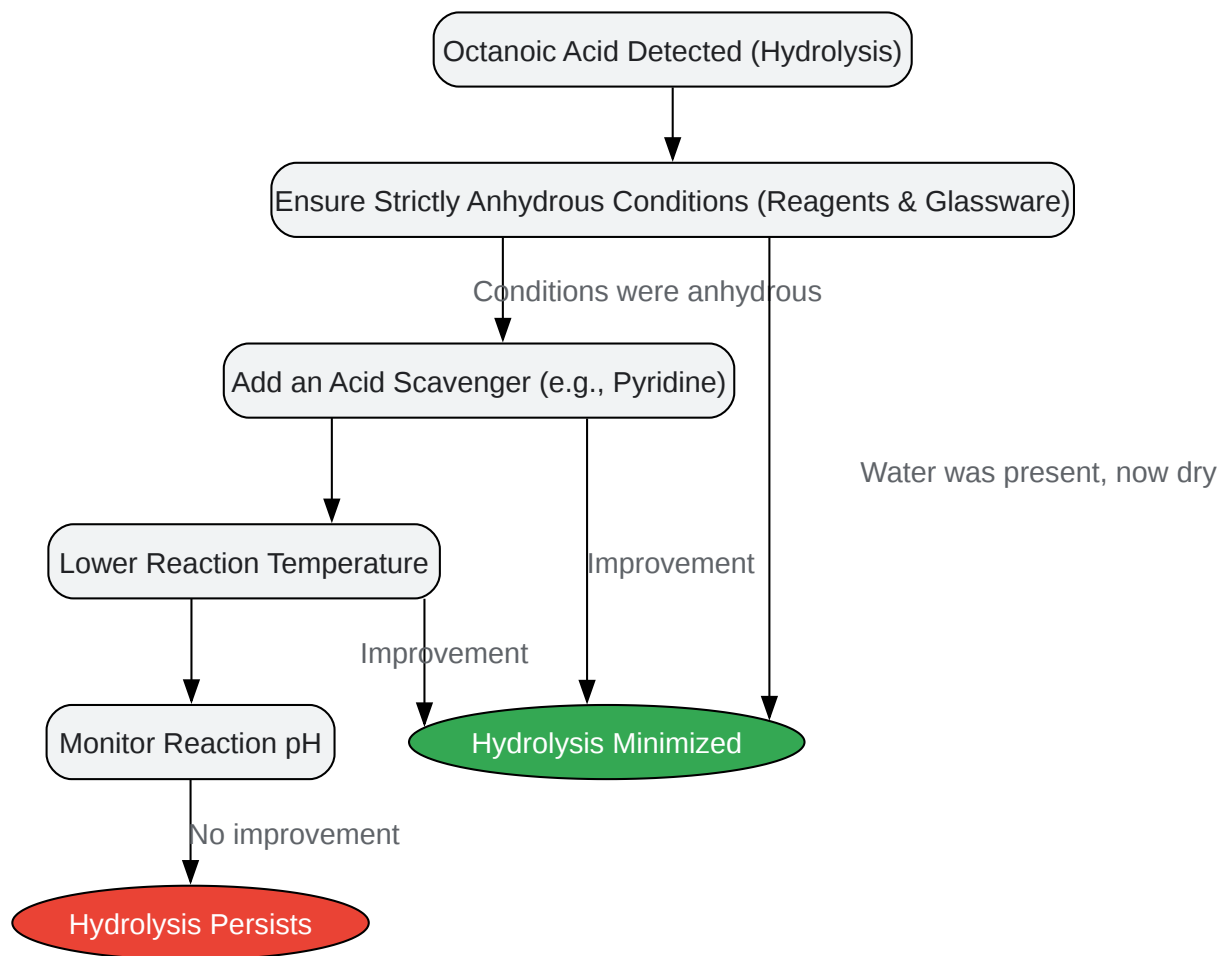 Octanoic Acid Detected (Hydrolysis)
Ensure Strictly Anhydrous Conditions (Reagents & Glassware)
Conditions were anhydrous
Add an Acid Scavenger (e.g., Pyridine)
Water was present, now dry
Lower Reaction Temperature
Improvement
Improvement
Monitor Reaction pH
Hydrolysis Minimized
No improvement
Hydrolysis Persists